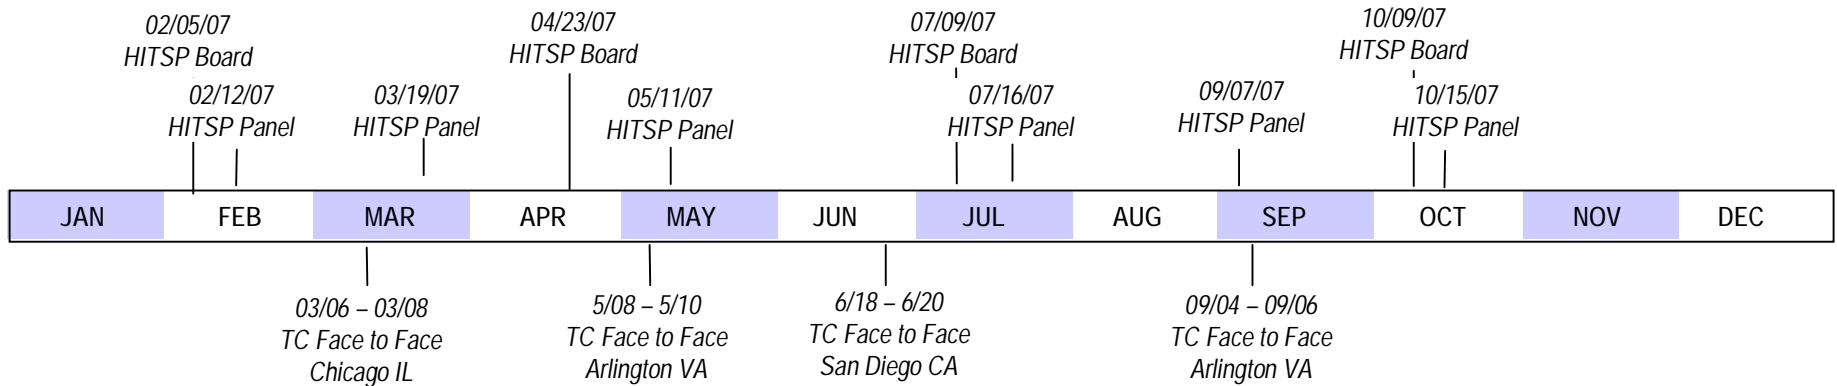 02/05/07
HITSP Board
04/23/07
HITSP Board
07/09/07
HITSP Board
10/09/07
HITSP Board
02/12/07
HITSP Panel
03/19/07
HITSP Panel
05/11/07
HITSP Panel
07/16/07
HITSP Panel
09/07/07
HITSP Panel
10/15/07
HITSP Panel
JAN FEB MAR APR MAY JUN JUL AUG SEP OCT NOV DEC
03/06 – 03/08
TC Face to Face
Chicago IL
5/08 – 5/10
TC Face to Face
Arlington VA
6/18 – 6/20
TC Face to Face
San Diego CA
09/04 – 09/06
TC Face to Face
Arlington VA